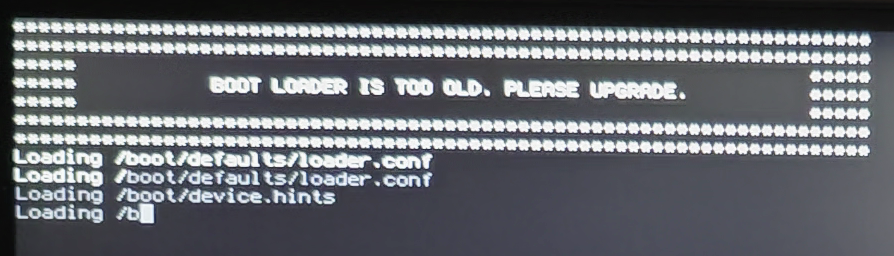 **********************************************************************
**********************************************************************
***** *****
***** BOOT LOADER IS TOO OLD. PLEASE UPGRADE. *****
***** *****
**********************************************************************
**********************************************************************
Loading /boot/defaults/loader.conf
Loading /boot/defaults/loader.conf
Loading /boot/device.hints
Loading /b